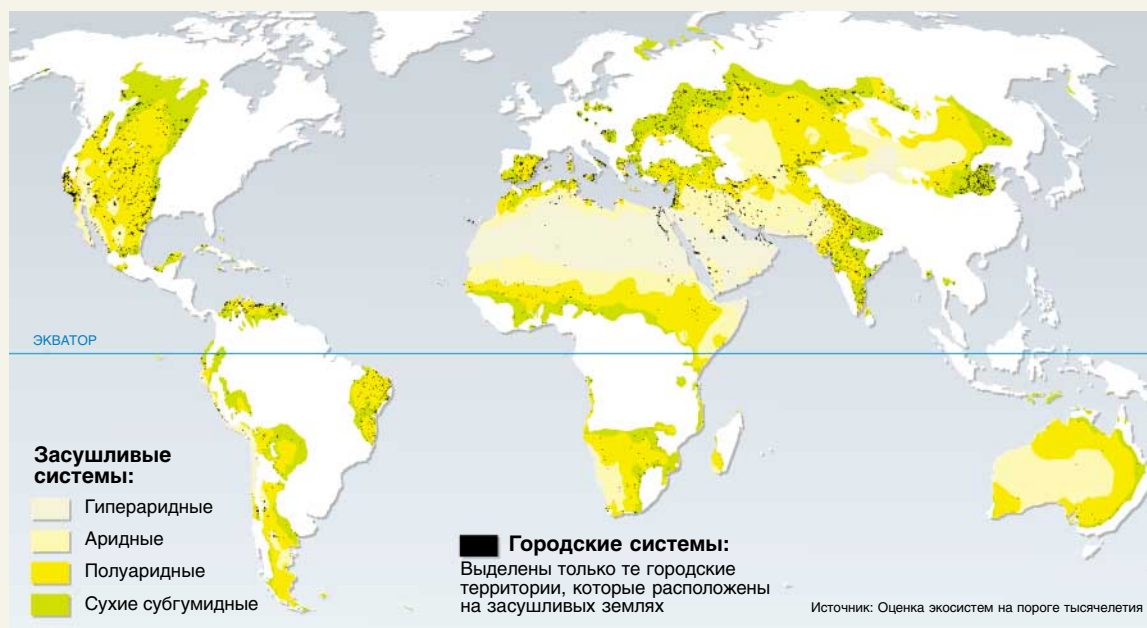 ЭКВАТОР
Засушливые
системы:
Гипераридные
Аридные
Полуаридные
Сухие субгумидные
Городские системы:
Выделены только те городские
территории, которые расположены
на засушливых землях
Источник: Оценка экосистем на пороге тысячелетия